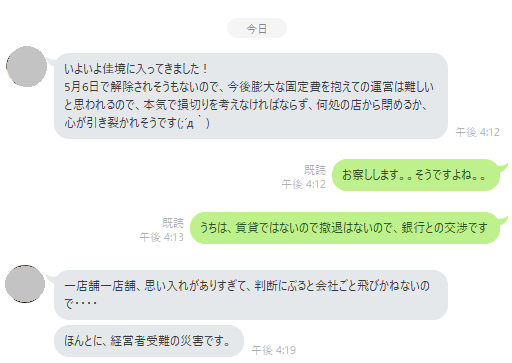 今日
いよいよ佳境に入ってきました！
5月6日で解除されそうもないので、今後膨大な固定費を抱えての運営は難しい
と思われるので、本気で損切りを考えなければならず、何処の店から閉めるか、
心が引き裂かれそうです(;´д｀)
午後 4:12
既読
午後 4:12
お察しします。。そうですよね。。
既読
午後 4:13
うちは、賃貸ではないので撤退はないので、銀行との交渉です
一店舗一店舗、思い入れがありすぎて、判断にぶると会社ごと飛びかねないの
で・・・・
ほんとに、経営者受難の災害です。
午後 4:19